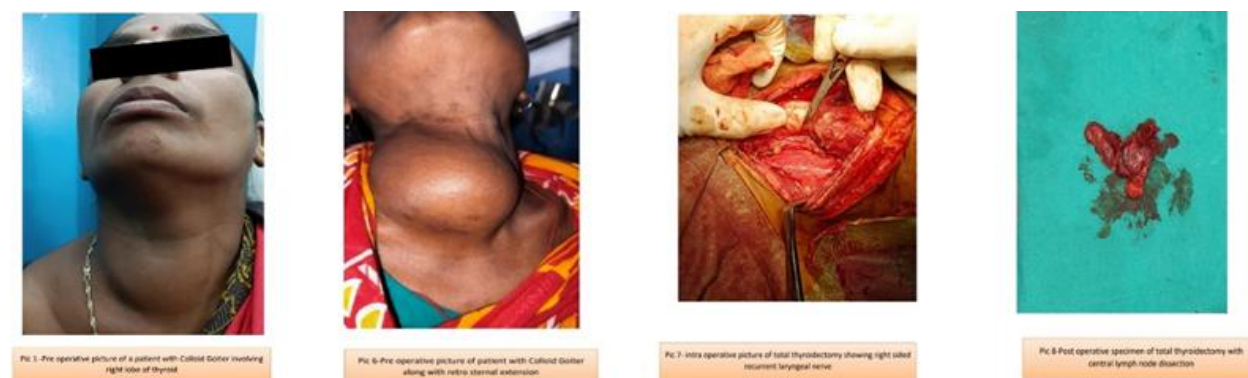 Pic 1 -Pre operative picture of a patient with Colloid Goiter involving
right lobe of thyroid
Pic 6-Pre operative picture of patient with Colloid Goiter
along with retro sternal extension
Pic 7- intra operative picture of total thyroidectomy showing right sided
recurrent laryngeal nerve
Pic 8-Post operative specimen of total thyroidectomy with
central lymph node dissection